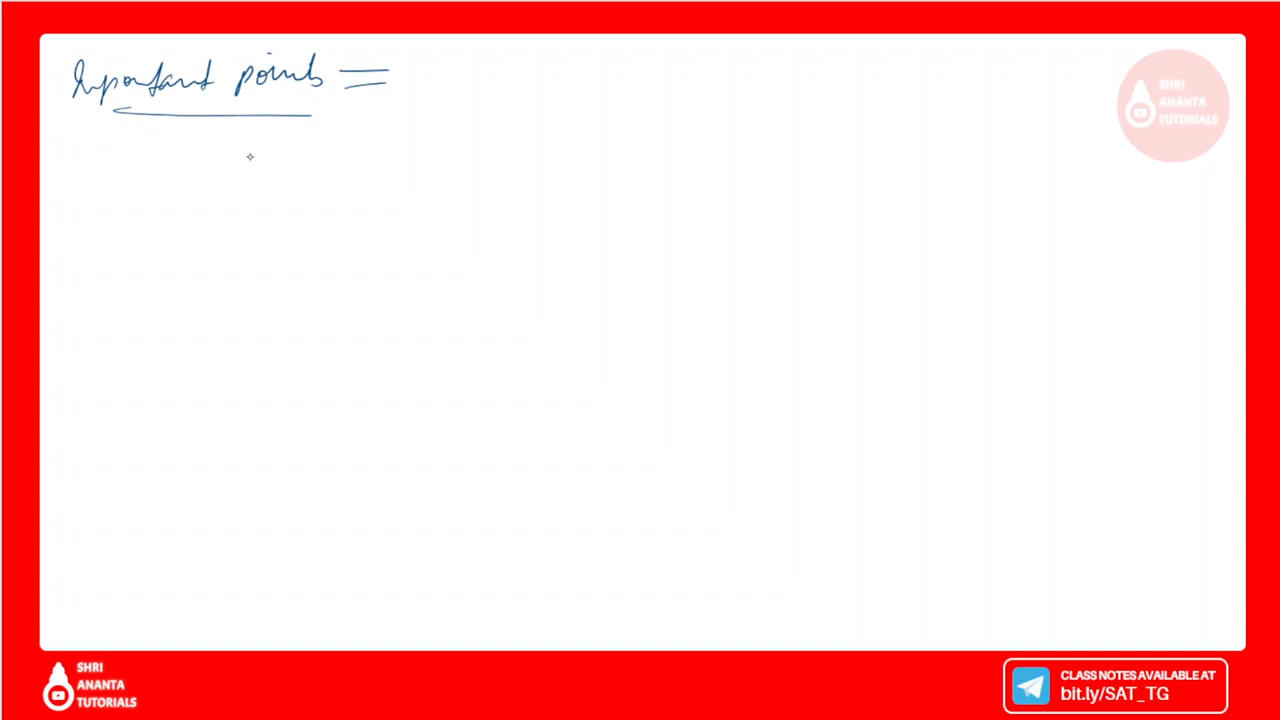 Important points =
SHRI
ANANTA
TUTORIALS
SHRI
ANANTA
TUTORIALS
CLASS NOTES AVAILABLE AT
bit.ly/SAT_TG